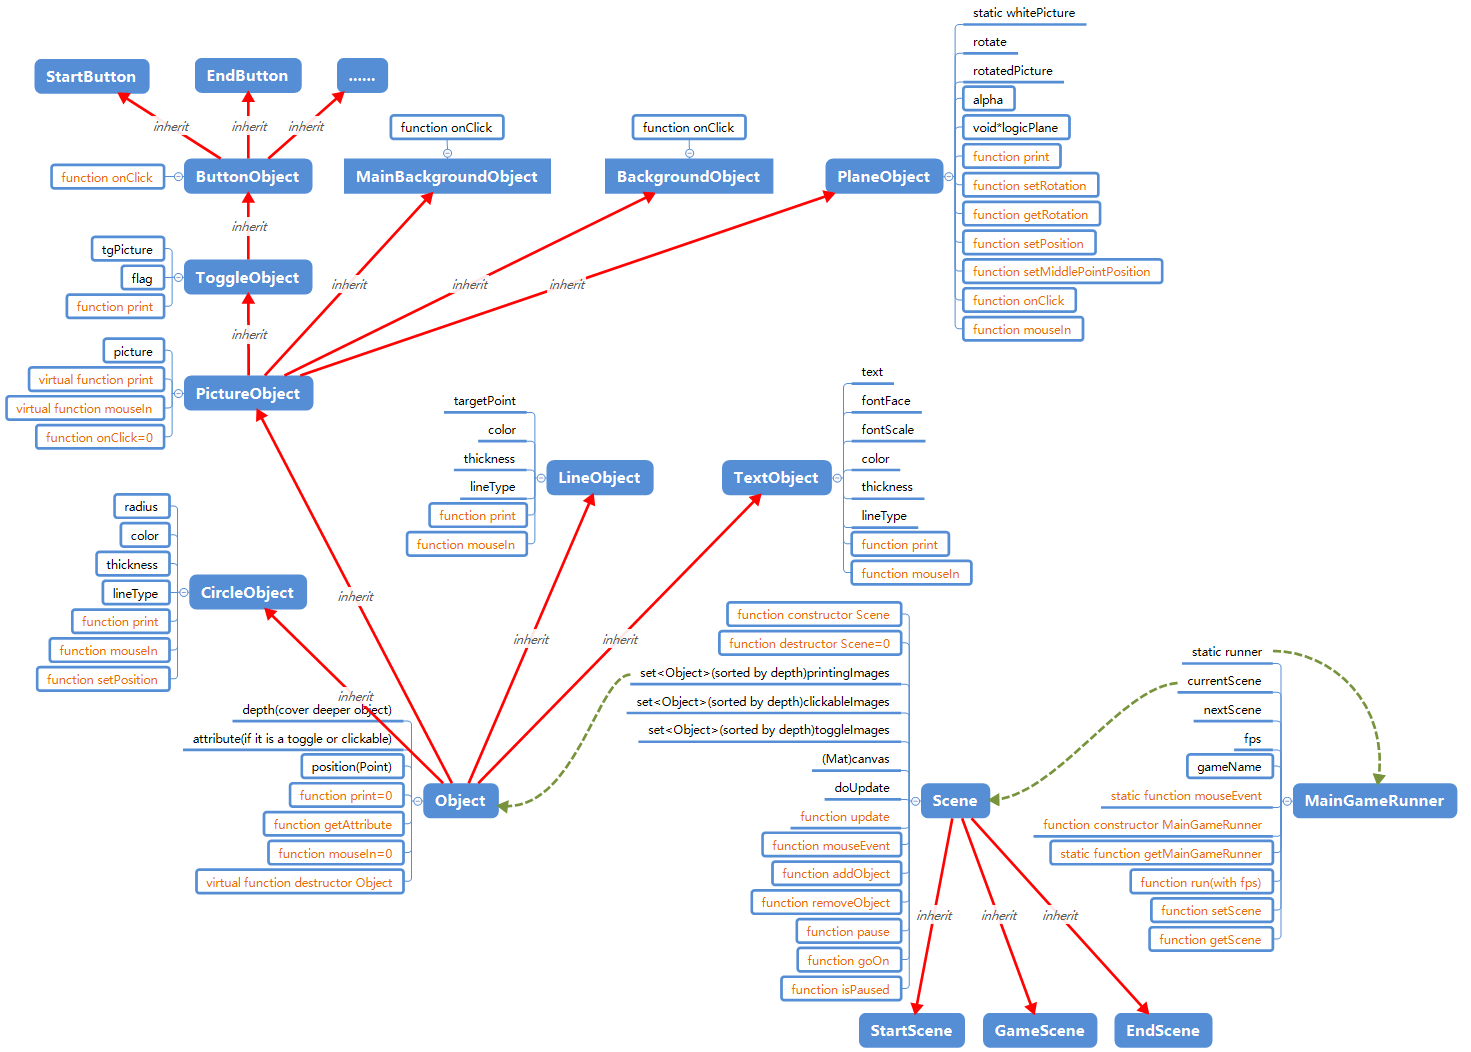 static whitePicture
rotate
rotatedPicture
alpha
void*logicPlane
function print
function setRotation
function getRotation
function setPosition
function setMiddlePointPosition
function onClick
function mouseIn
PlaneObject
StartButton
EndButton
......
inherit
inherit
inherit
function onClick
ButtonObject
function onClick
MainBackgroundObject
function onClick
BackgroundObject
inherit
tgPicture
flag
function print
ToggleObject
inherit
inherit
inherit
inherit
picture
virtual function print
virtual function mouseIn
function onClick=0
PictureObject
targetPoint
color
thickness
lineType
function print
function mouseIn
LineObject
text
fontFace
fontScale
color
thickness
lineType
function print
function mouseIn
TextObject
radius
color
thickness
lineType
function print
function mouseIn
function setPosition
CircleObject
inherit
inherit
inherit
inherit
depth(cover deeper object)
attribute(if it is a toggle or clickable)
position(Point)
function print=0
function getAttribute
function mouseIn=0
virtual function destructor Object
Object
function constructor Scene
function destructor Scene=0
set<Object>(sorted by depth)printingImages
set<Object>(sorted by depth)clickableImages
set<Object>(sorted by depth)toggleImages
(Mat)canvas
doUpdate
function update
function mouseEvent
function addObject
function removeObject
function pause
function goOn
function isPaused
Scene
static runner
currentScene
nextScene
fps
gameName
static function mouseEvent
function constructor MainGameRunner
static function getMainGameRunner
function run(with fps)
function setScene
function getScene
MainGameRunner
inherit
inherit
inherit
StartScene
GameScene
EndScene